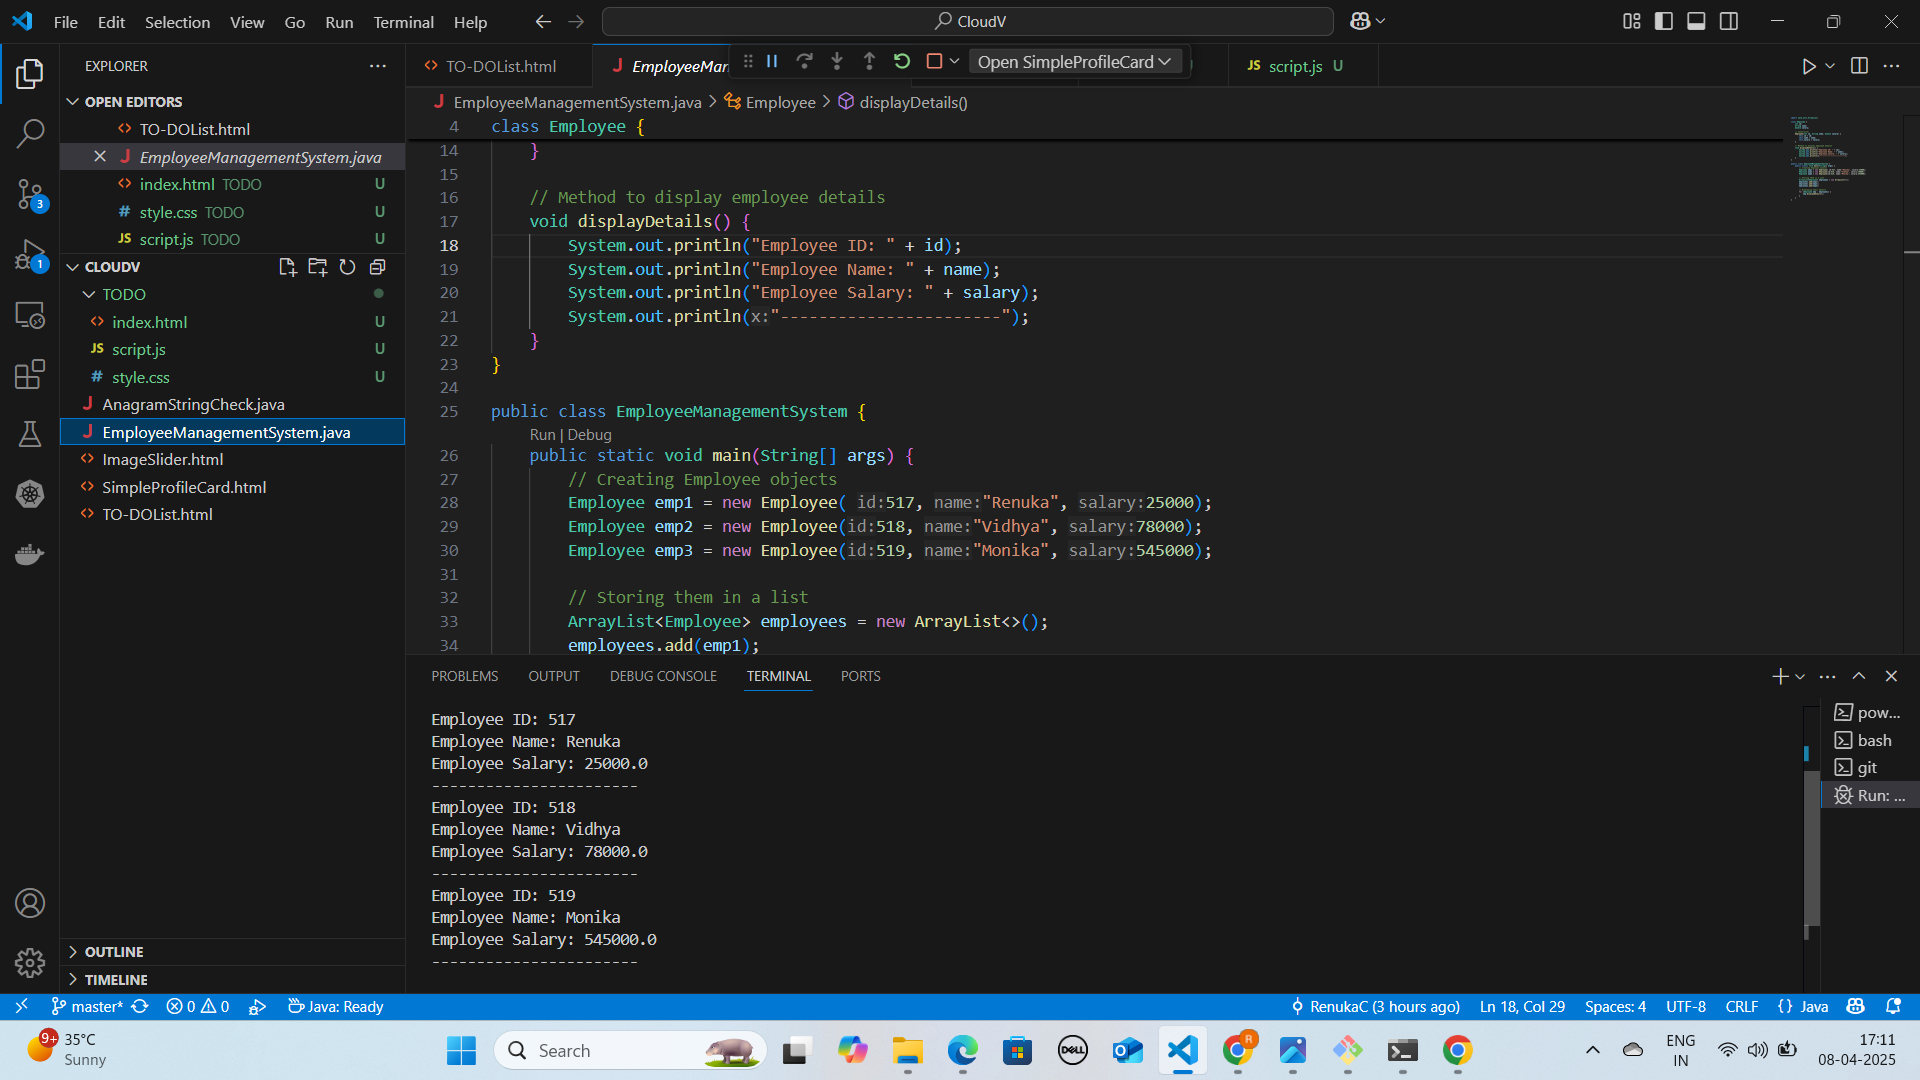 File Edit Selection View Go Run Terminal Help
CloudV
EXPLORER
OPEN EDITORS
TO-DOList.html
EmployeeManagementSystem.java
index.html TODO U
style.css TODO U
script.js TODO U
CLOUDV
TODO
index.html U
script.js U
style.css U
AnagramStringCheck.java
EmployeeManagementSystem.java
ImageSlider.html
SimpleProfileCard.html
TO-DOList.html
OUTLINE
TIMELINE
3
1
TO-DOList.html
EmployeeMan
Open SimpleProfileCard
JS script.js U
EmployeeManagementSystem.java > Employee > displayDetails()
4 class Employee {
14 }
15
16 // Method to display employee details
17 void displayDetails() {
18 System.out.println("Employee ID: " + id);
19 System.out.println("Employee Name: " + name);
20 System.out.println("Employee Salary: " + salary);
21 System.out.println(x:"-----------------------");
22 }
23 }
24
25 public class EmployeeManagementSystem {
Run | Debug
26 public static void main(String[] args) {
27 // Creating Employee objects
28 Employee emp1 = new Employee( id:517, name:"Renuka", salary:25000);
29 Employee emp2 = new Employee(id:518, name:"Vidhya", salary:78000);
30 Employee emp3 = new Employee(id:519, name:"Monika", salary:545000);
31
32 // Storing them in a list
33 ArrayList<Employee> employees = new ArrayList<>();
34 employees.add(emp1);
PROBLEMS OUTPUT DEBUG CONSOLE TERMINAL PORTS
Employee ID: 517
Employee Name: Renuka
Employee Salary: 25000.0
-----------------------
Employee ID: 518
Employee Name: Vidhya
Employee Salary: 78000.0
-----------------------
Employee ID: 519
Employee Name: Monika
Employee Salary: 545000.0
-----------------------
pow...
bash
git
Run: ...
master* 0 0 Java: Ready
RenukaC (3 hours ago) Ln 18, Col 29 Spaces: 4 UTF-8 CRLF {} Java
9+ 35°C
Sunny
Search
DELL
R
ENG
IN
17:11
08-04-2025